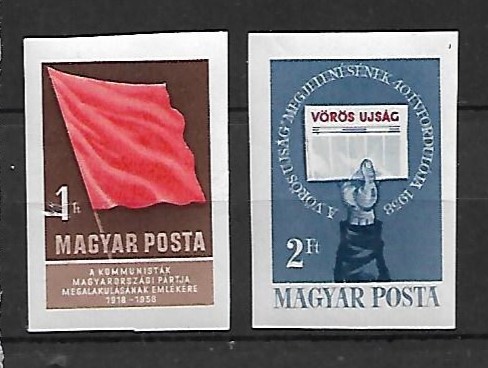 1 Ft
MAGYAR POSTA
A KOMMUNISTÁK
MAGYARORSZÁGI PÁRTJA
MEGALAKULÁSÁNAK EMLÉKÉRE
1918-1958
A „VÖRÖS UJSÁG” MEGJELENÉSÉNEK 40 ÉVFORDULÓJA 1958
VÖRÖS UJSÁG
2 Ft
MAGYAR POSTA